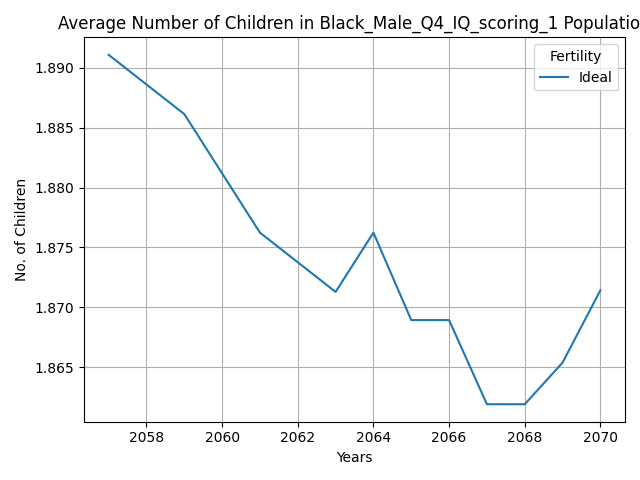 Average Number of Children in Black_Male_Q4_IQ_scoring_1 Populatio
Fertility
Ideal
1.890
1.885
1.880
1.875
1.870
1.865
No. of Children
2058 2060 2062 2064 2066 2068 2070
Years